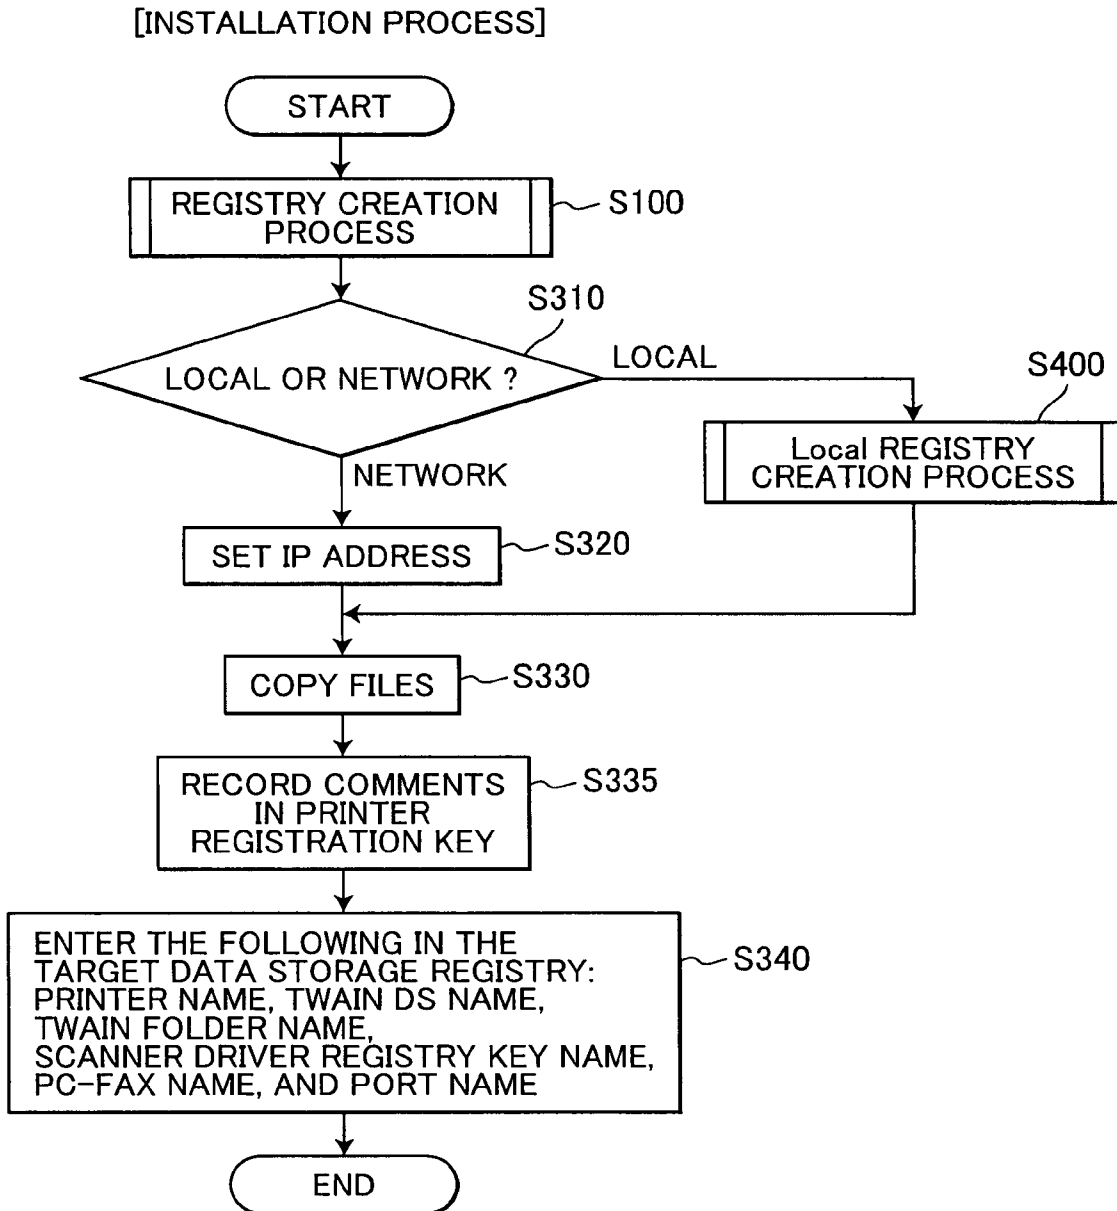 [INSTALLATION PROCESS]
START
REGISTRY CREATION
PROCESS
S100
S310
LOCAL OR NETWORK ?
LOCAL
S400
Local REGISTRY
CREATION PROCESS
NETWORK
SET IP ADDRESS
S320
COPY FILES
S330
RECORD COMMENTS
IN PRINTER
REGISTRATION KEY
S335
ENTER THE FOLLOWING IN THE
TARGET DATA STORAGE REGISTRY:
PRINTER NAME, TWAIN DS NAME,
TWAIN FOLDER NAME,
SCANNER DRIVER REGISTRY KEY NAME,
PC-FAX NAME, AND PORT NAME
S340
END